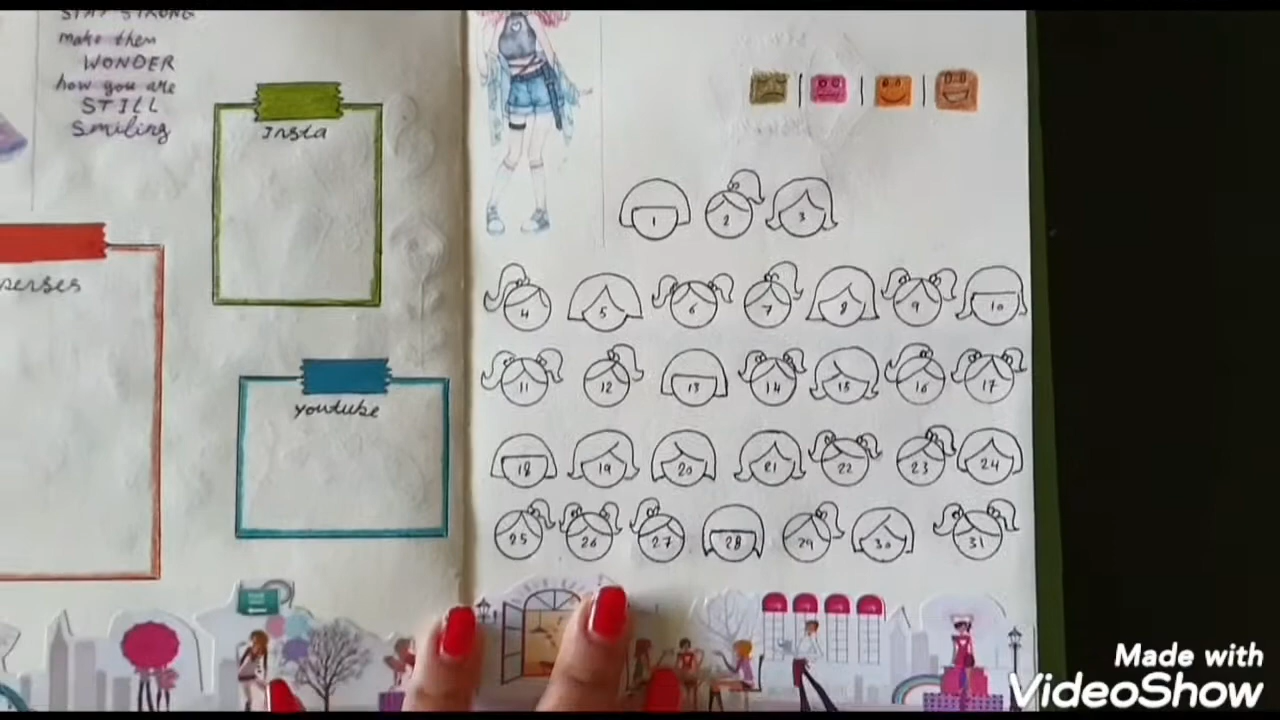 STAY STRONG
make them
WONDER
how you are
STILL
smiling
Insta
youtube
1 2 3
4 5 6 7 8 9 10
11 12 13 14 15 16 17
18 19 20 21 22 23 24
25 26 27 28 29 30 31
Made with
VideoShow